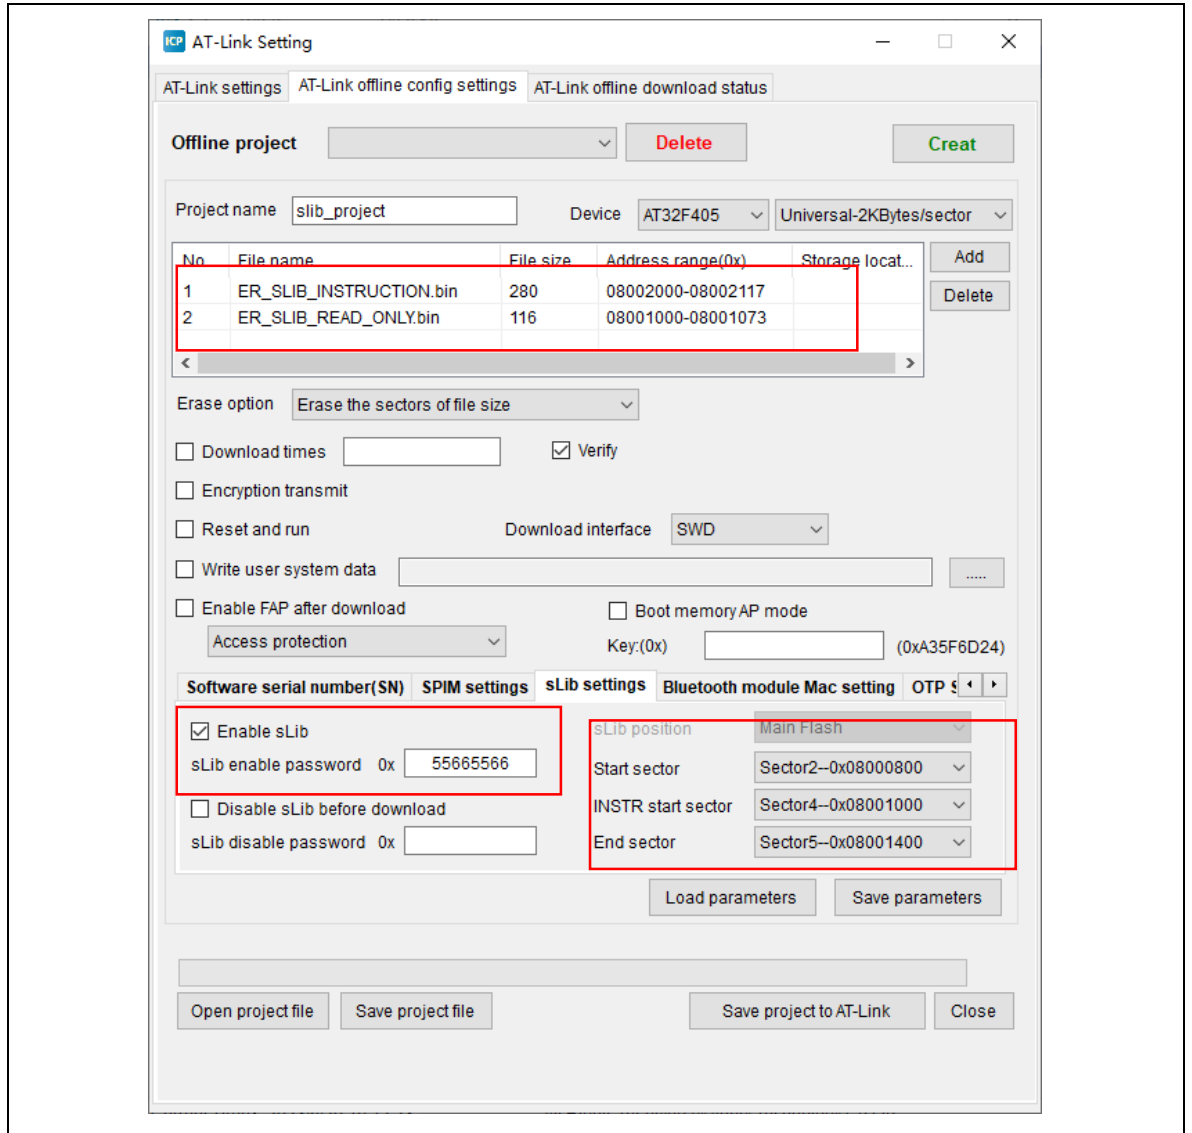 ICP AT-Link Setting
AT-Link settings AT-Link offline config settings AT-Link offline download status
Offline project Delete Creat
Project name slib_project Device AT32F405 Universal-2KBytes/sector
No File name File size Address range(0x) Storage locat... Add
1 ER_SLIB_INSTRUCTION.bin 280 08002000-08002117 Delete
2 ER_SLIB_READ_ONLY.bin 116 08001000-08001073
Erase option Erase the sectors of file size
Download times Verify
Encryption transmit
Reset and run Download interface SWD
Write user system data .....
Enable FAP after download Boot memory AP mode
Access protection Key:(0x) (0xA35F6D24)
Software serial number(SN) SPIM settings sLib settings Bluetooth module Mac setting OTP
Enable sLib sLib position Main Flash
sLib enable password 0x 55665566 Start sector Sector2--0x08000800
Disable sLib before download INSTR start sector Sector4--0x08001000
sLib disable password 0x End sector Sector5--0x08001400
Load parameters Save parameters
Open project file Save project file Save project to AT-Link Close